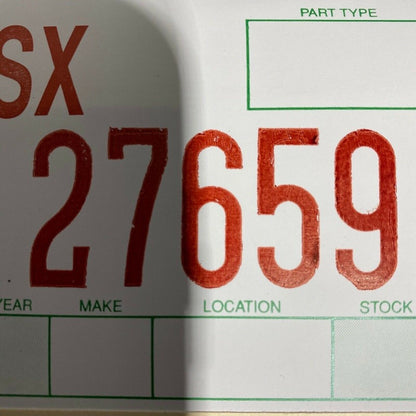 PART TYPE
SX
27659
YEAR MAKE LOCATION STOCK